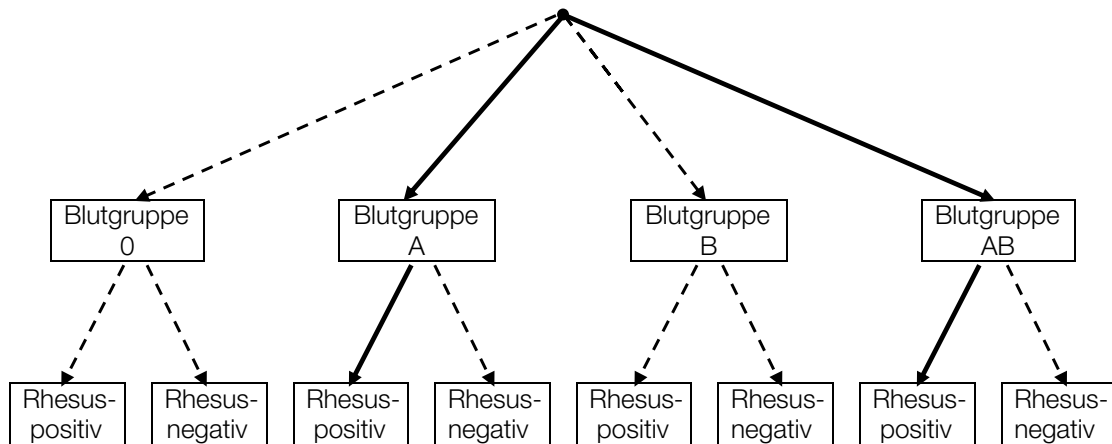 Blutgruppe
0
Blutgruppe
A
Blutgruppe
B
Blutgruppe
AB
Rhesus-
positiv
Rhesus-
negativ
Rhesus-
positiv
Rhesus-
negativ
Rhesus-
positiv
Rhesus-
negativ
Rhesus-
positiv
Rhesus-
negativ